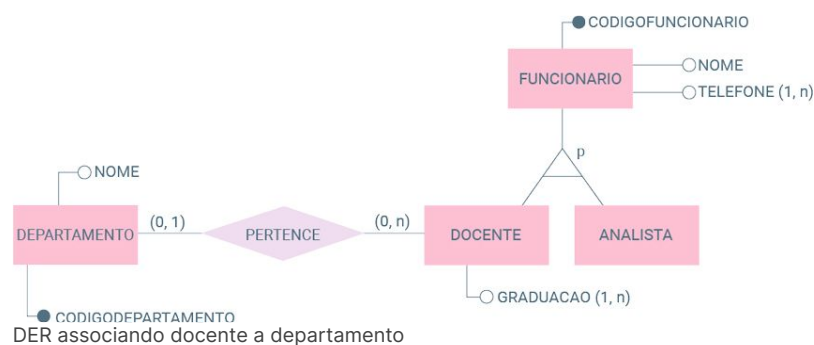 CODIGOFUNCIONARIO
FUNCIONARIO
NOME
TELEFONE (1, n)
p
NOME
DEPARTAMENTO
(0, 1)
PERTENCE
(0, n)
DOCENTE
ANALISTA
GRADUACAO (1, n)
CODIGODEPARTAMENTO
DER associando docente a departamento